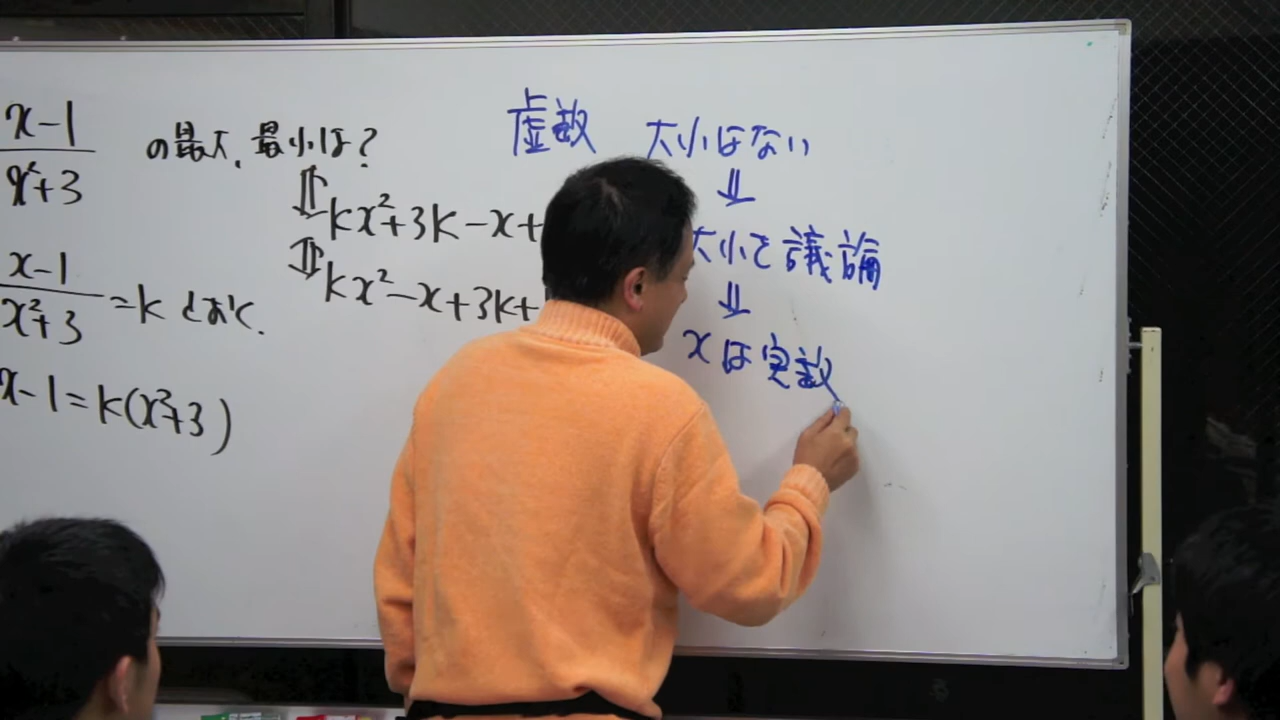 x-1
x²+3
の最大、最小は?
kx²+3k-x+
kx²-x+3k+
x-1
x²+3
=k とおく.
x-1=k(x²+3)
虚数 大小はない
⇓
大小を議論
⇓
xは実数